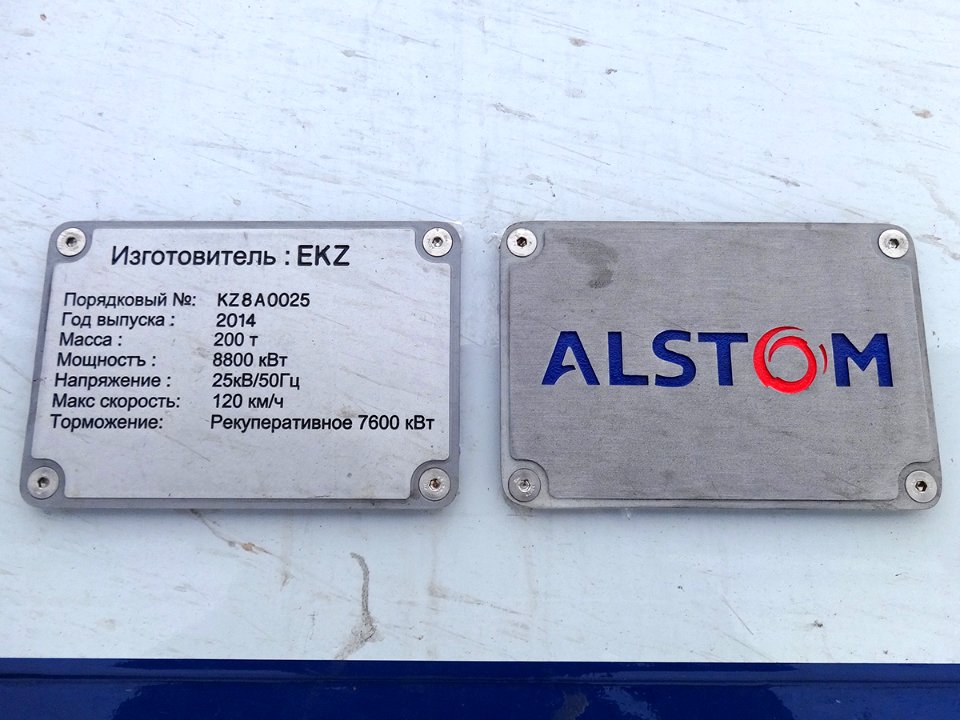 Изготовитель : EKZ
Порядковый №: KZ8A0025
Год выпуска : 2014
Масса : 200 т
Мощностъ : 8800 кВт
Напряжение : 25кВ/50Гц
Макс скорость: 120 км/ч
Торможение: Рекуперативное 7600 кВт
ALSTOM